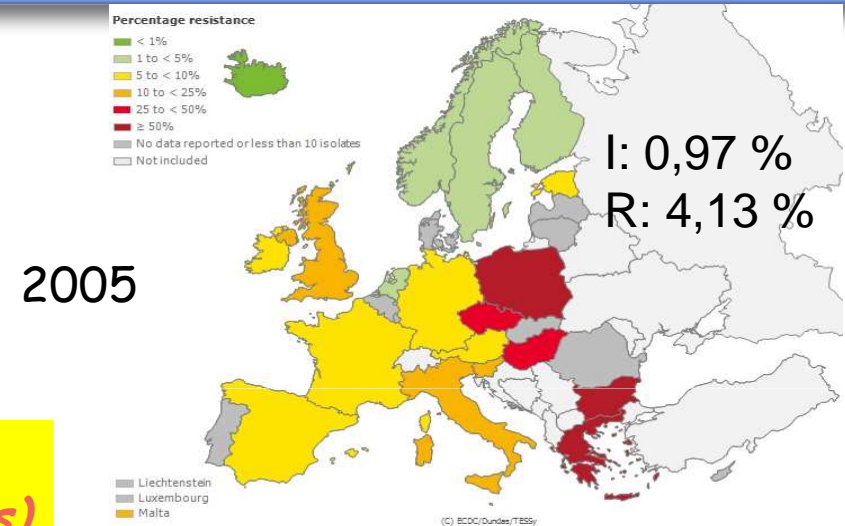 Percentage resistance
< 1%
1 to < 5%
5 to < 10%
10 to < 25%
25 to < 50%
≥ 50%
No data reported or less than 10 isolates
Not included
I: 0,97 %
R: 4,13 %
2005
s)
Liechtenstein
Luxembourg
Malta
(C) ECDC/Dundas/TESSy